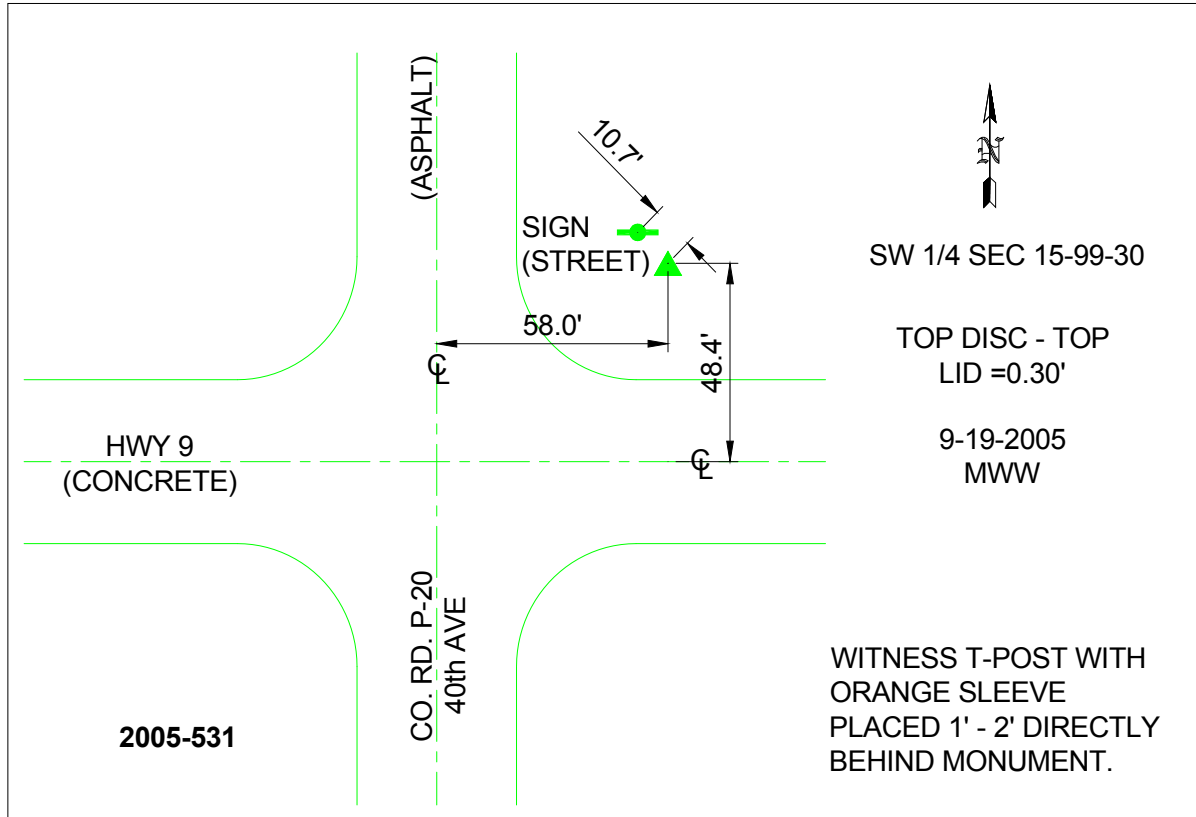 (ASPHALT)
10.7'
SIGN
(STREET)
N
SW 1/4 SEC 15-99-30
58.0'
48.4'
TOP DISC - TOP
LID =0.30'
℄
HWY 9
(CONCRETE)
℄
9-19-2005
MWW
CO. RD. P-20
40th AVE
2005-531
WITNESS T-POST WITH
ORANGE SLEEVE
PLACED 1' - 2' DIRECTLY
BEHIND MONUMENT.